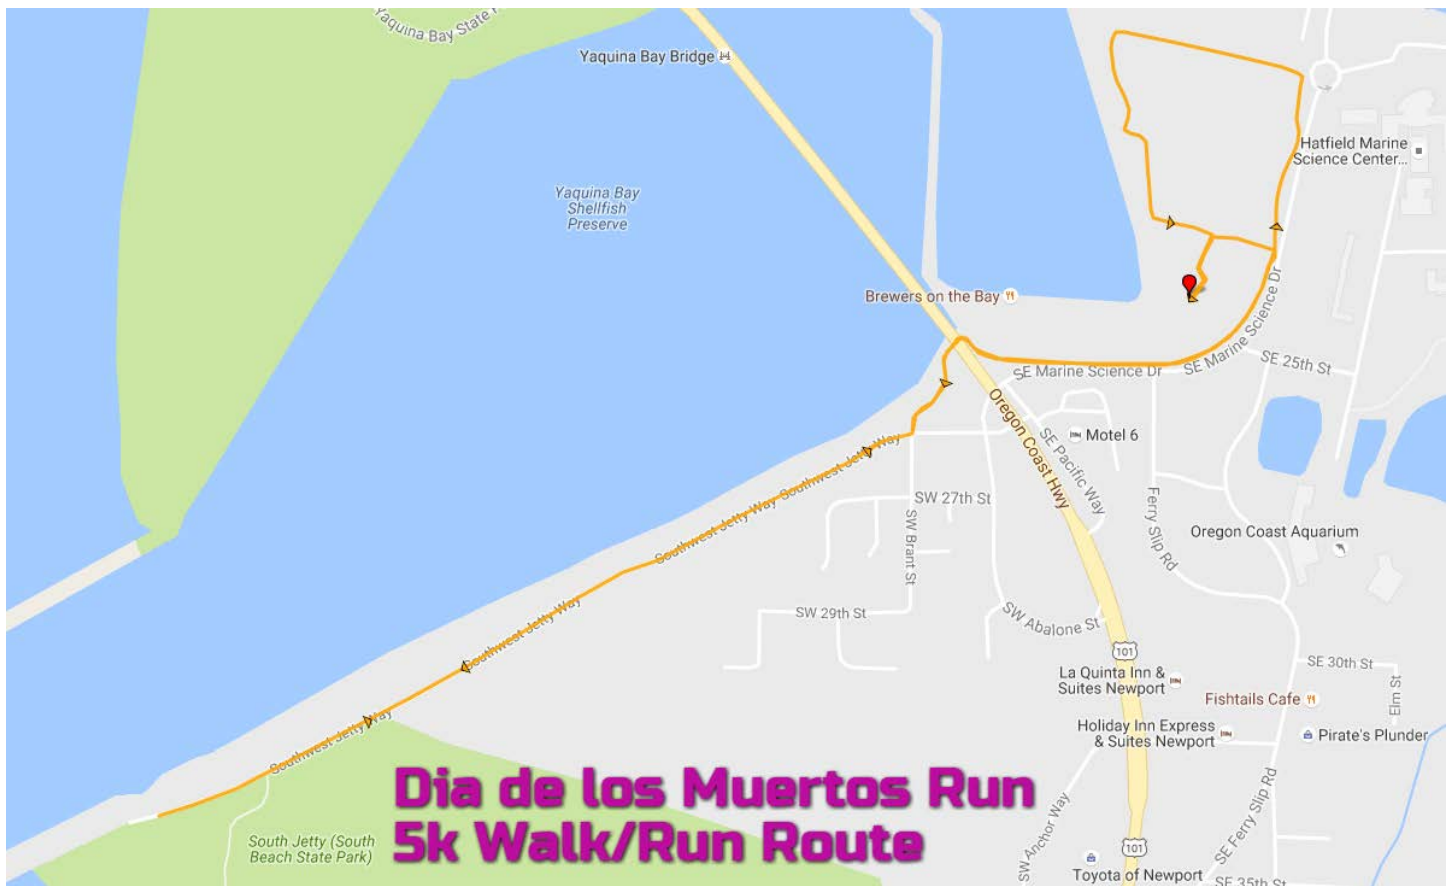 Yaquina Bay State P
Yaquina Bay Bridge
Hatfield Marine
Science Center...
Yaquina Bay
Shellfish
Preserve
Brewers on the Bay
SE Marine Science Dr
SE Marine Science Dr
SE 25th St
Oregon Coast Hwy
Motel 6
SE Pacific Way
Southwest Jetty Way
Southwest Jetty Way
SW 27th St
SW Brant St
Ferry Slip Rd
Oregon Coast Aquarium
Southwest Jetty Way
SW 29th St
SW Abalone St
101
SE 30th St
La Quinta Inn &
Suites Newport
Elm St
Fishtails Cafe
Holiday Inn Express
& Suites Newport
Pirate's Plunder
Southwest Jetty Way
Dia de los Muertos Run
5k Walk/Run Route
South Jetty (South
Beach State Park)
SW Anchor Way
SE Ferry Slip Rd
101
Toyota of Newport
SE 35th St